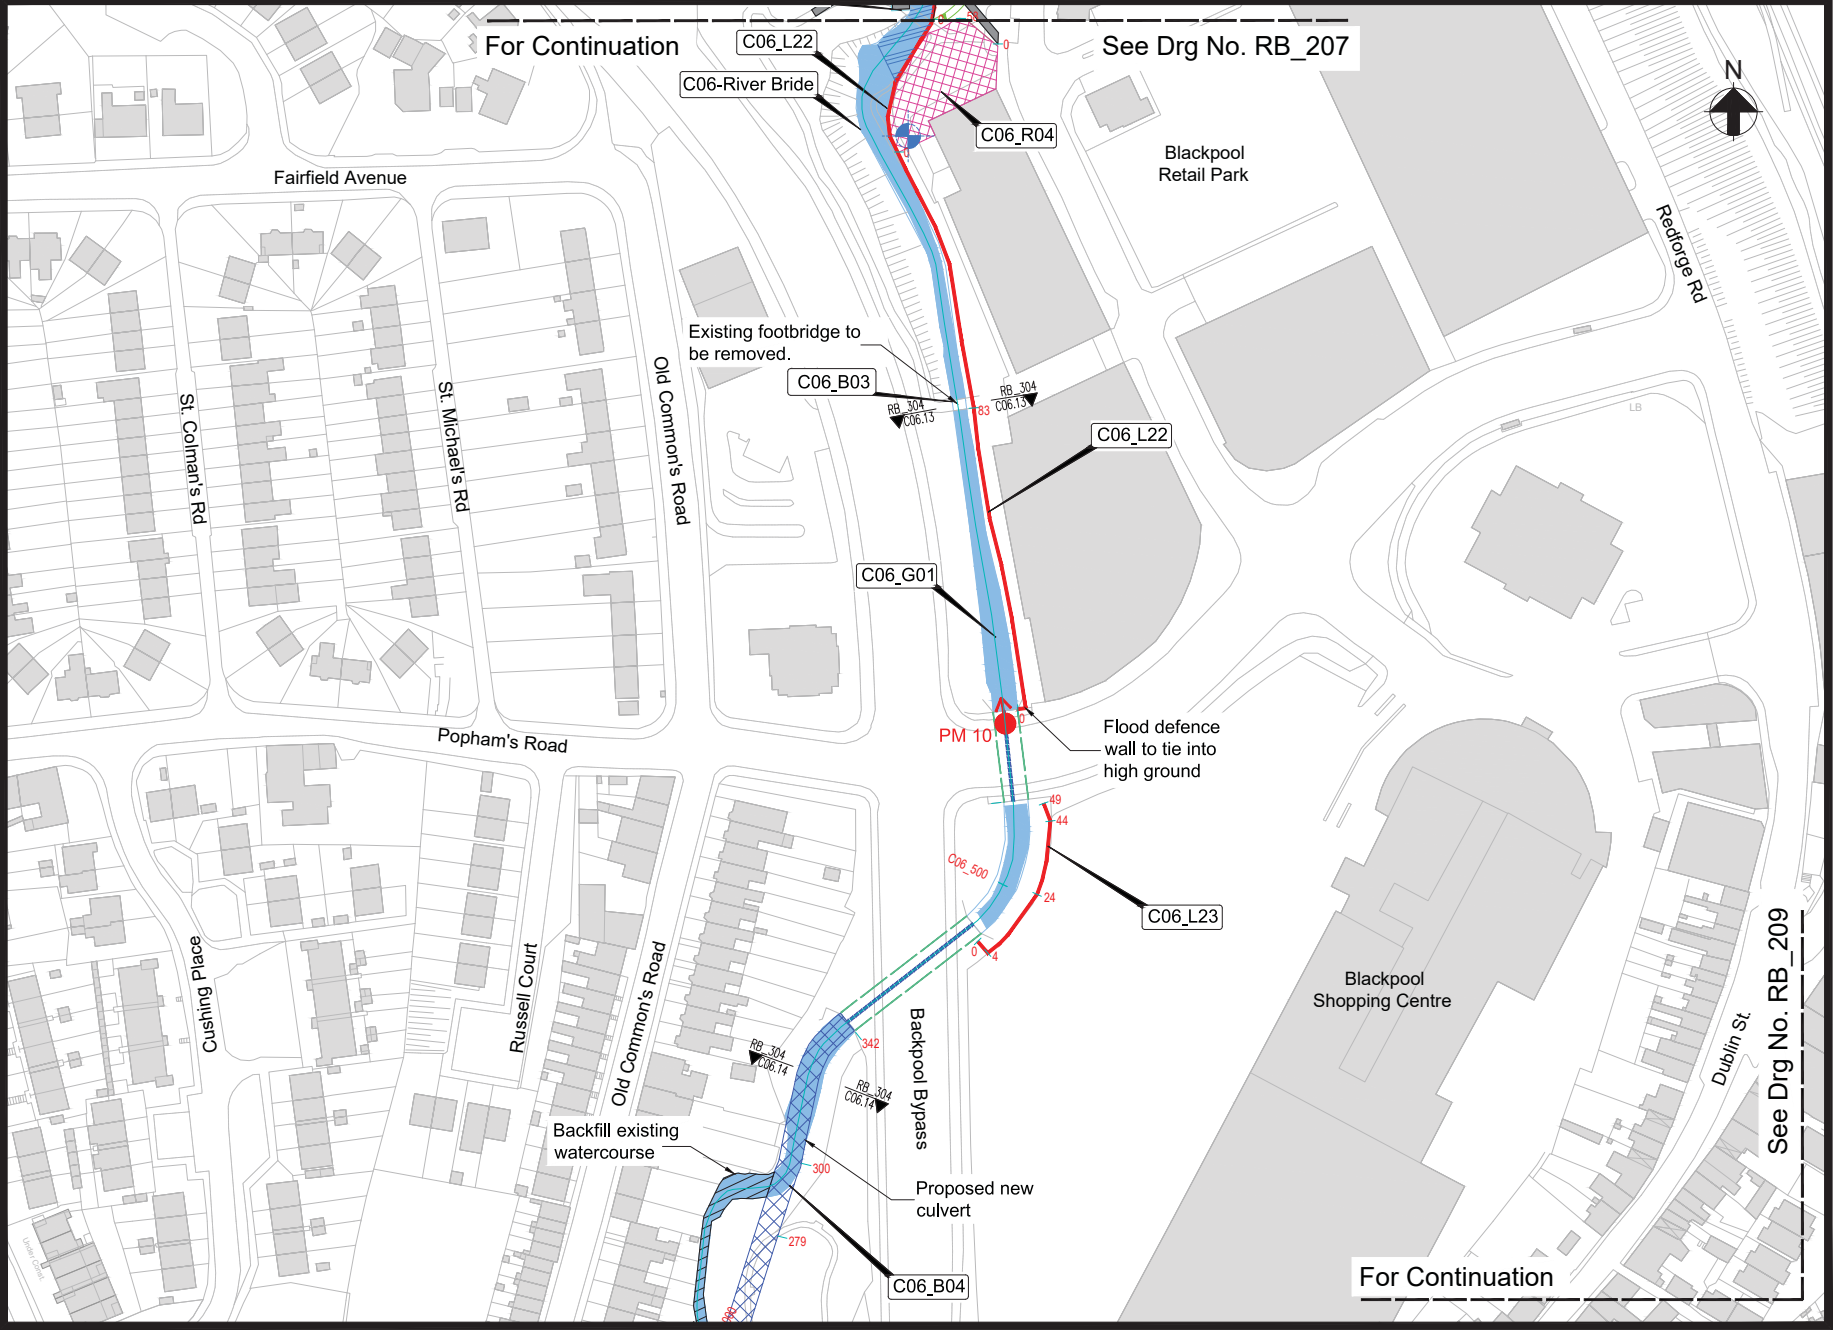 For Continuation
See Drg No. RB_207
C06_L22
C06-River Bride
C06_R04
N
Blackpool
Retail Park
Fairfield Avenue
Redforge Rd
Existing footbridge to
be removed.
C06_B03
RB_304
C06.13
RB_304
C06.13
83
C06_L22
LB
St. Colman's Rd
St. Michael's Rd
Old Common's Road
C06_G01
Popham's Road
PM 10
0
Flood defence
wall to tie into
high ground
49
44
C06_500
24
C06_L23
0
4
Cushing Place
Russell Court
Old Common's Road
Backpool Bypass
Blackpool
Shopping Centre
Dublin St.
See Drg No. RB_209
342
RB_304
C06.14
RB_304
C06.14
Backfill existing
watercourse
300
Proposed new
culvert
279
C06_B04
Under Const.
For Continuation